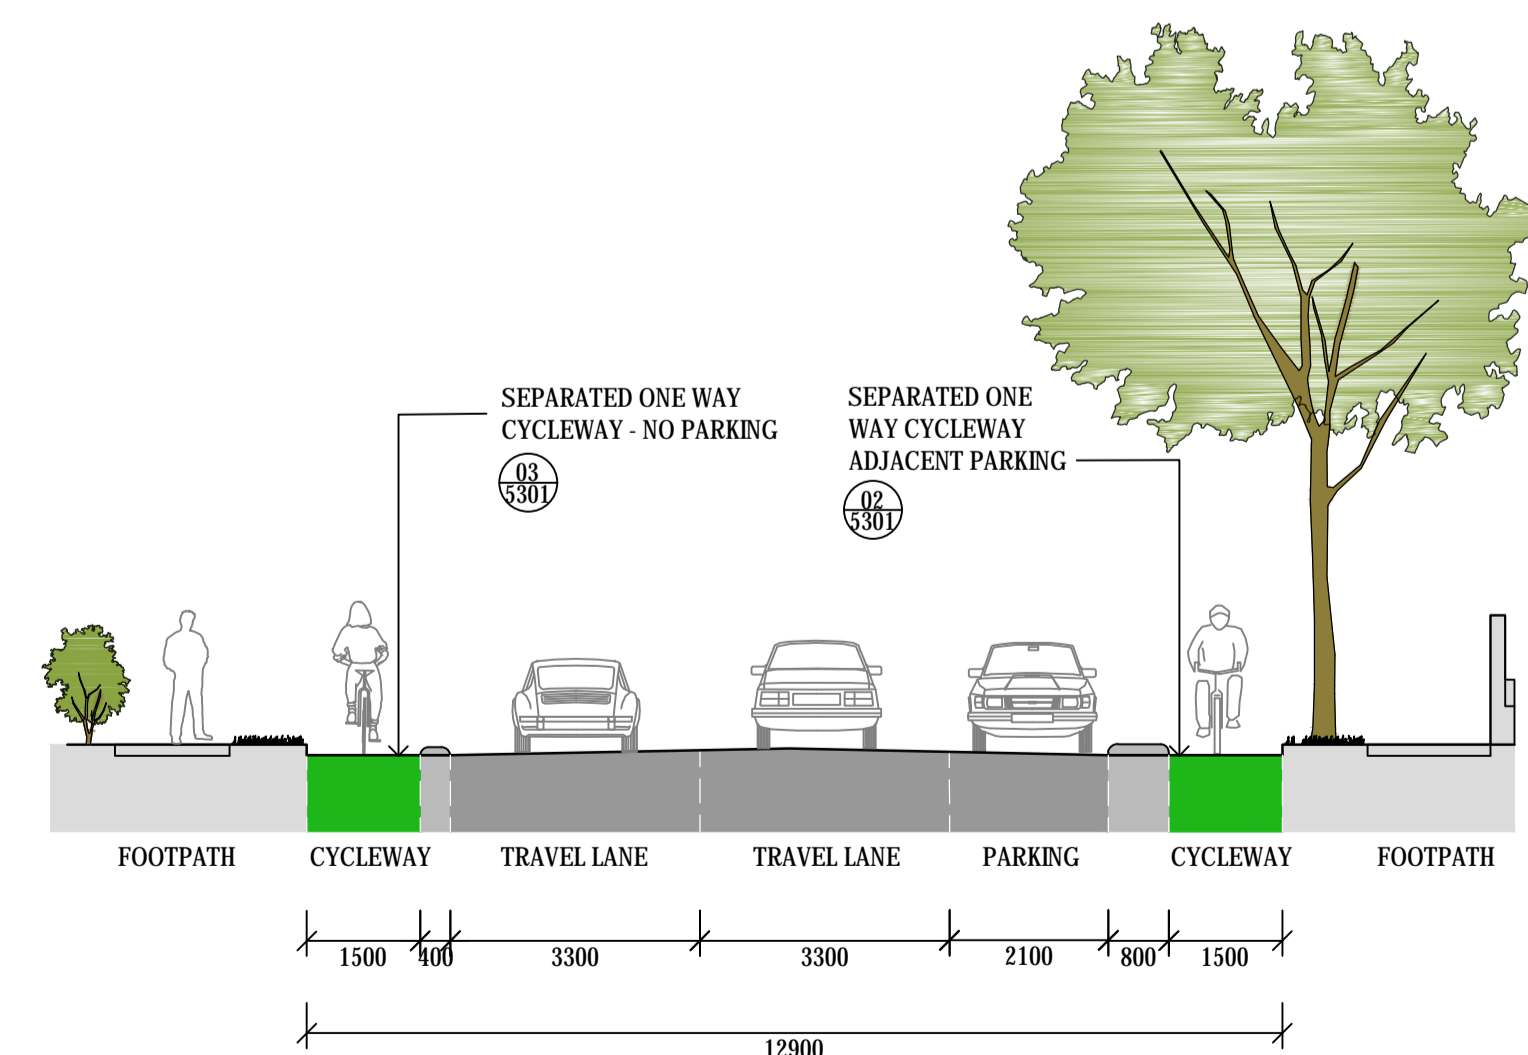 SEPARATED ONE WAY
CYCLEWAY - NO PARKING
03
5301
SEPARATED ONE
WAY CYCLEWAY
ADJACENT PARKING
02
5301
FOOTPATH
CYCLEWAY
TRAVEL LANE
TRAVEL LANE
PARKING
CYCLEWAY
FOOTPATH
1500
400
3300
3300
2100
800
1500
12900